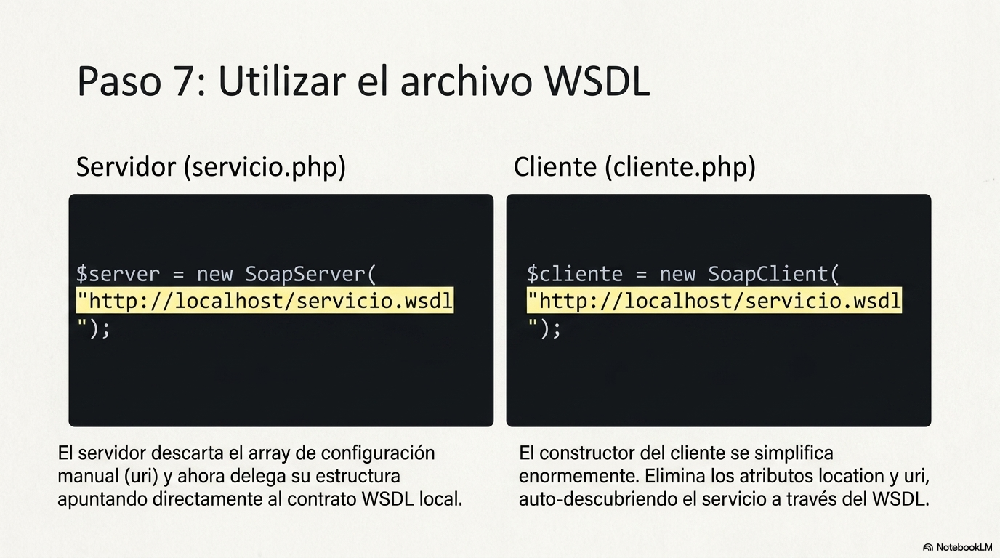 Paso 7: Utilizar el archivo WSDL
Servidor (servicio.php)
$server = new SoapServer(
"http://localhost/servicio.wsdl
");
El servidor descarta el array de configuración
manual (uri) y ahora delega su estructura
apuntando directamente al contrato WSDL local.
Cliente (cliente.php)
$cliente = new SoapClient(
"http://localhost/servicio.wsdl
");
El constructor del cliente se simplifica
enormemente. Elimina los atributos location y uri,
auto-descubriendo el servicio a través del WSDL.
NotebookLM